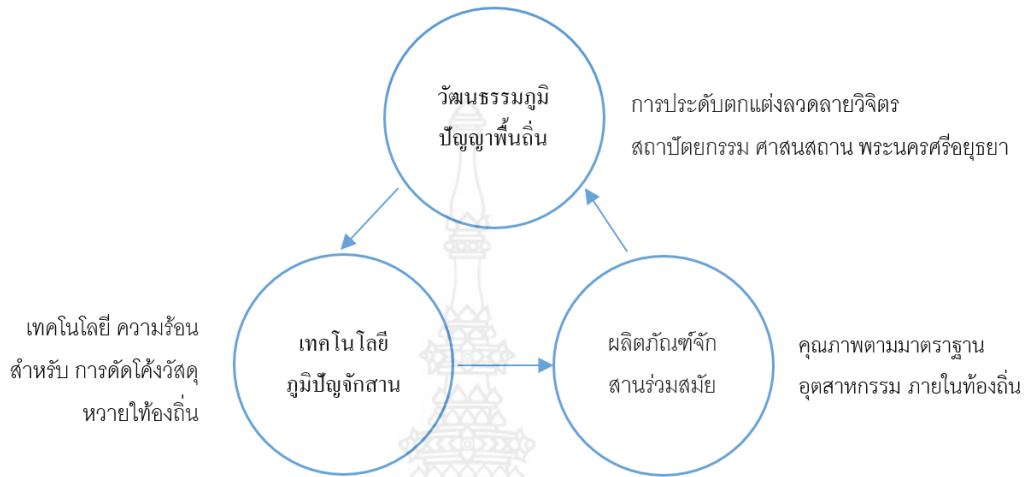 วัฒนธรรมภูมิ
ปัญญาพื้นถิ่น
การประดับตกแต่งลวดลายวิจิตร
สถาปัตยกรรม ศาสนสถาน พระนครศรีอยุธยา
เทคโนโลยี ความร้อน
สำหรับ การดัดโค้งวัสดุ
หวายใท้องถิ่น
เทคโนโลยี
ภูมิปัญจักสาน
ผลิตภัณฑ์จัก
สานร่วมสมัย
คุณภาพตามมาตราฐาน
อุตสาหกรรม ภายในท้องถิ่น